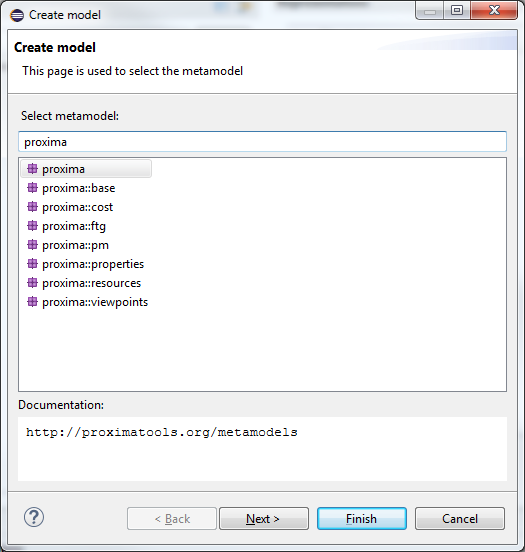 Create model
Create model
This page is used to select the metamodel
Select metamodel:
proxima
proxima
proxima::base
proxima::cost
proxima::ftg
proxima::pm
proxima::properties
proxima::resources
proxima::viewpoints
Documentation:
http://proximatools.org/metamodels
? < Back Next > Finish Cancel